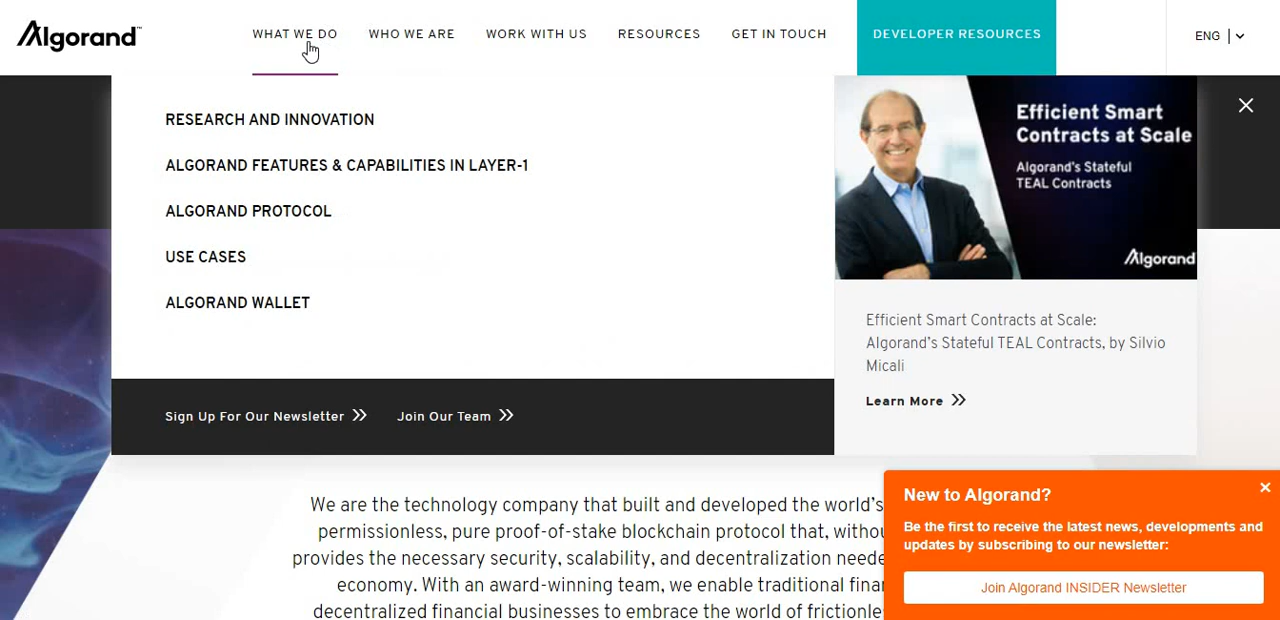 Algorand™
WHAT WE DO
WHO WE ARE
WORK WITH US
RESOURCES
GET IN TOUCH
DEVELOPER RESOURCES
ENG
RESEARCH AND INNOVATION
ALGORAND FEATURES & CAPABILITIES IN LAYER-1
ALGORAND PROTOCOL
USE CASES
ALGORAND WALLET
Sign Up For Our Newsletter
Join Our Team
Efficient Smart
Contracts at Scale
Algorand's Stateful
TEAL Contracts
Algorand
Efficient Smart Contracts at Scale:
Algorand's Stateful TEAL Contracts, by Silvio
Micali
Learn More
We are the technology company that built and developed the world's
permissionless, pure proof-of-stake blockchain protocol that,
provides the necessary security, scalability, and decentralization
economy. With an award-winning team, we enable traditional
decentralized financial businesses to embrace the world of
New to Algorand?
Be the first to receive the latest news, developments and
updates by subscribing to our newsletter:
Join Algorand INSIDER Newsletter